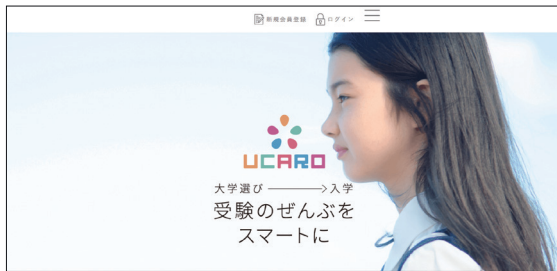 新規会員登録 ログイン
UCARO
大学選び → 入学
受験のぜんぶを
スマートに